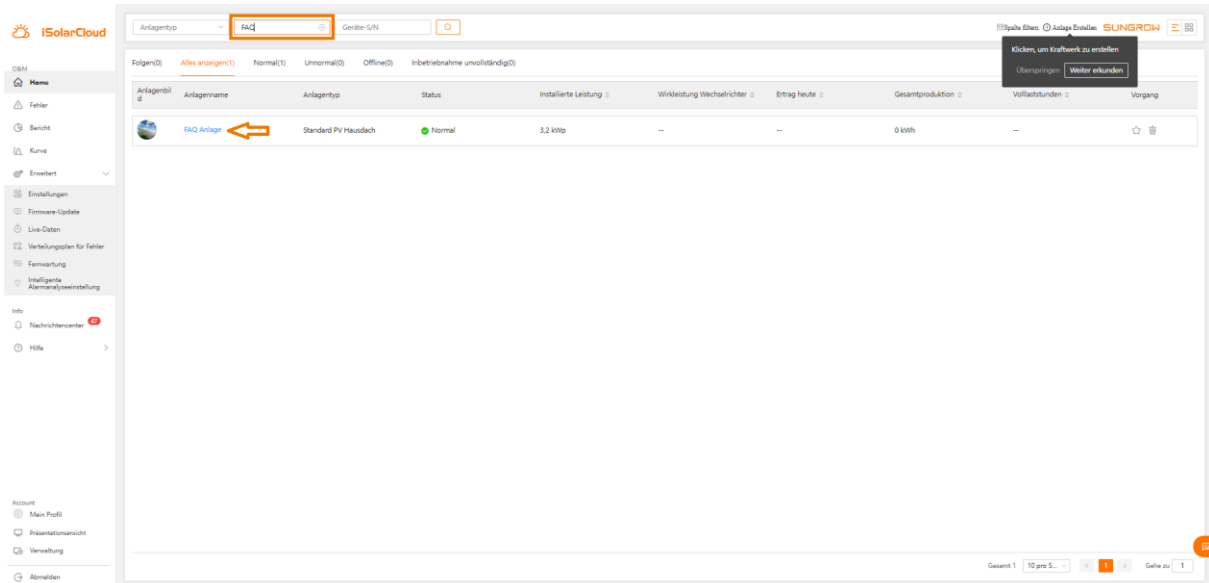 iSolarCloud
Anlagentyp FAQ Geräte-S/N
Spalte filtern Anlage Erstellen SUNGROW
Klicken, um Kraftwerk zu erstellen
Überspringen Weiter erkunden
O&M
Home
Fehler
Bericht
Kurve
Erweitert
Einstellungen
Firmware-Update
Live-Daten
Verteilungsplan für Fehler
Fernwartung
Intelligente
Alarmanalyseeinstellung
Info
Nachrichtencenter 47
Hilfe
Account
Mein Profil
Präsentationsansicht
Verwaltung
Abmelden
Folgen(0) Alles anzeigen(1) Normal(1) Unnormal(0) Offline(0) Inbetriebnahme unvollständig(0)
Anlagenbil
d Anlagenname Anlagentyp Status Installierte Leistung Wirkleistung Wechselrichter Ertrag heute Gesamtproduktion Volllaststunden Vorgang
FAQ Anlage Standard PV Hausdach Normal 3,2 kWp -- -- 0 kWh --
Gesamt 1 10 pro S... < 1 > Gehe zu 1